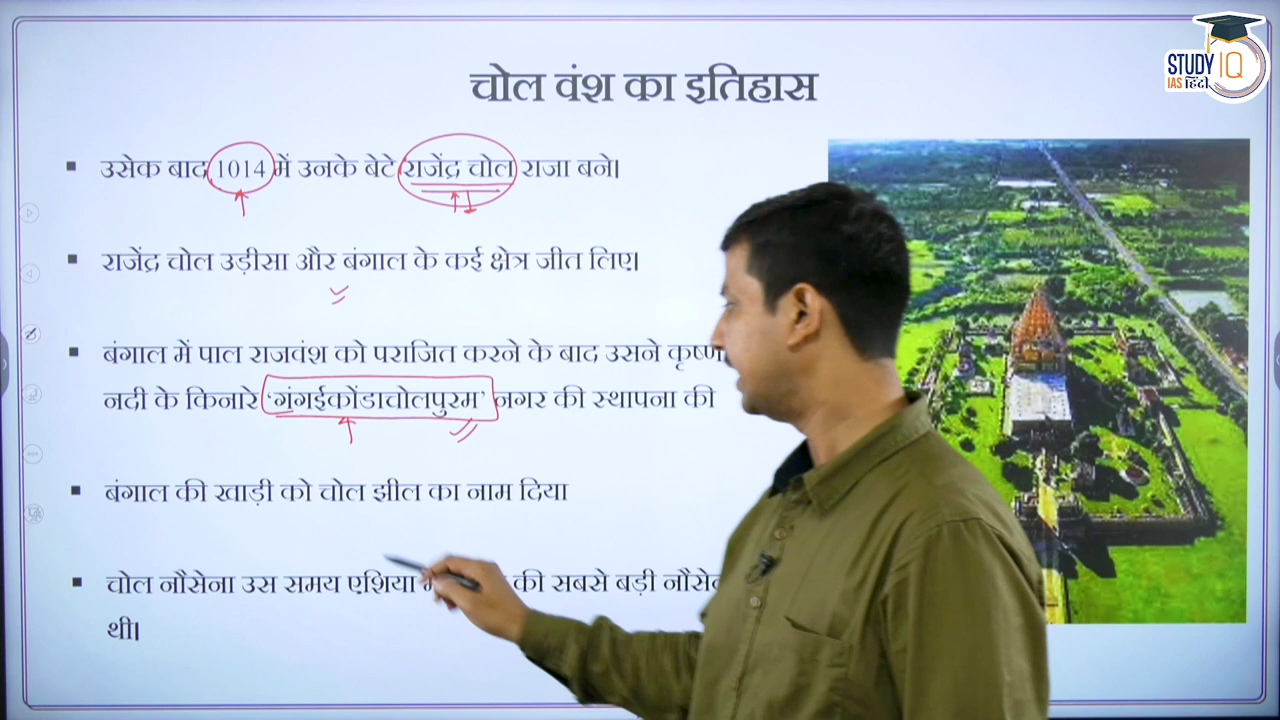 STUDY IQ
IAS हिंदी
चोल वंश का इतिहास
उसेक बाद 1014 में उनके बेटे राजेंद्र चोल राजा बने।
राजेंद्र चोल उड़ीसा और बंगाल के कई क्षेत्र जीत लिए।
बंगाल में पाल राजवंश को पराजित करने के बाद उसने कृष्णा
नदी के किनारे ‘गंगईकोंडाचोलपुरम’ नगर की स्थापना की
बंगाल की खाड़ी को चोल झील का नाम दिया
चोल नौसेना उस समय एशिया की सबसे बड़ी
थी।